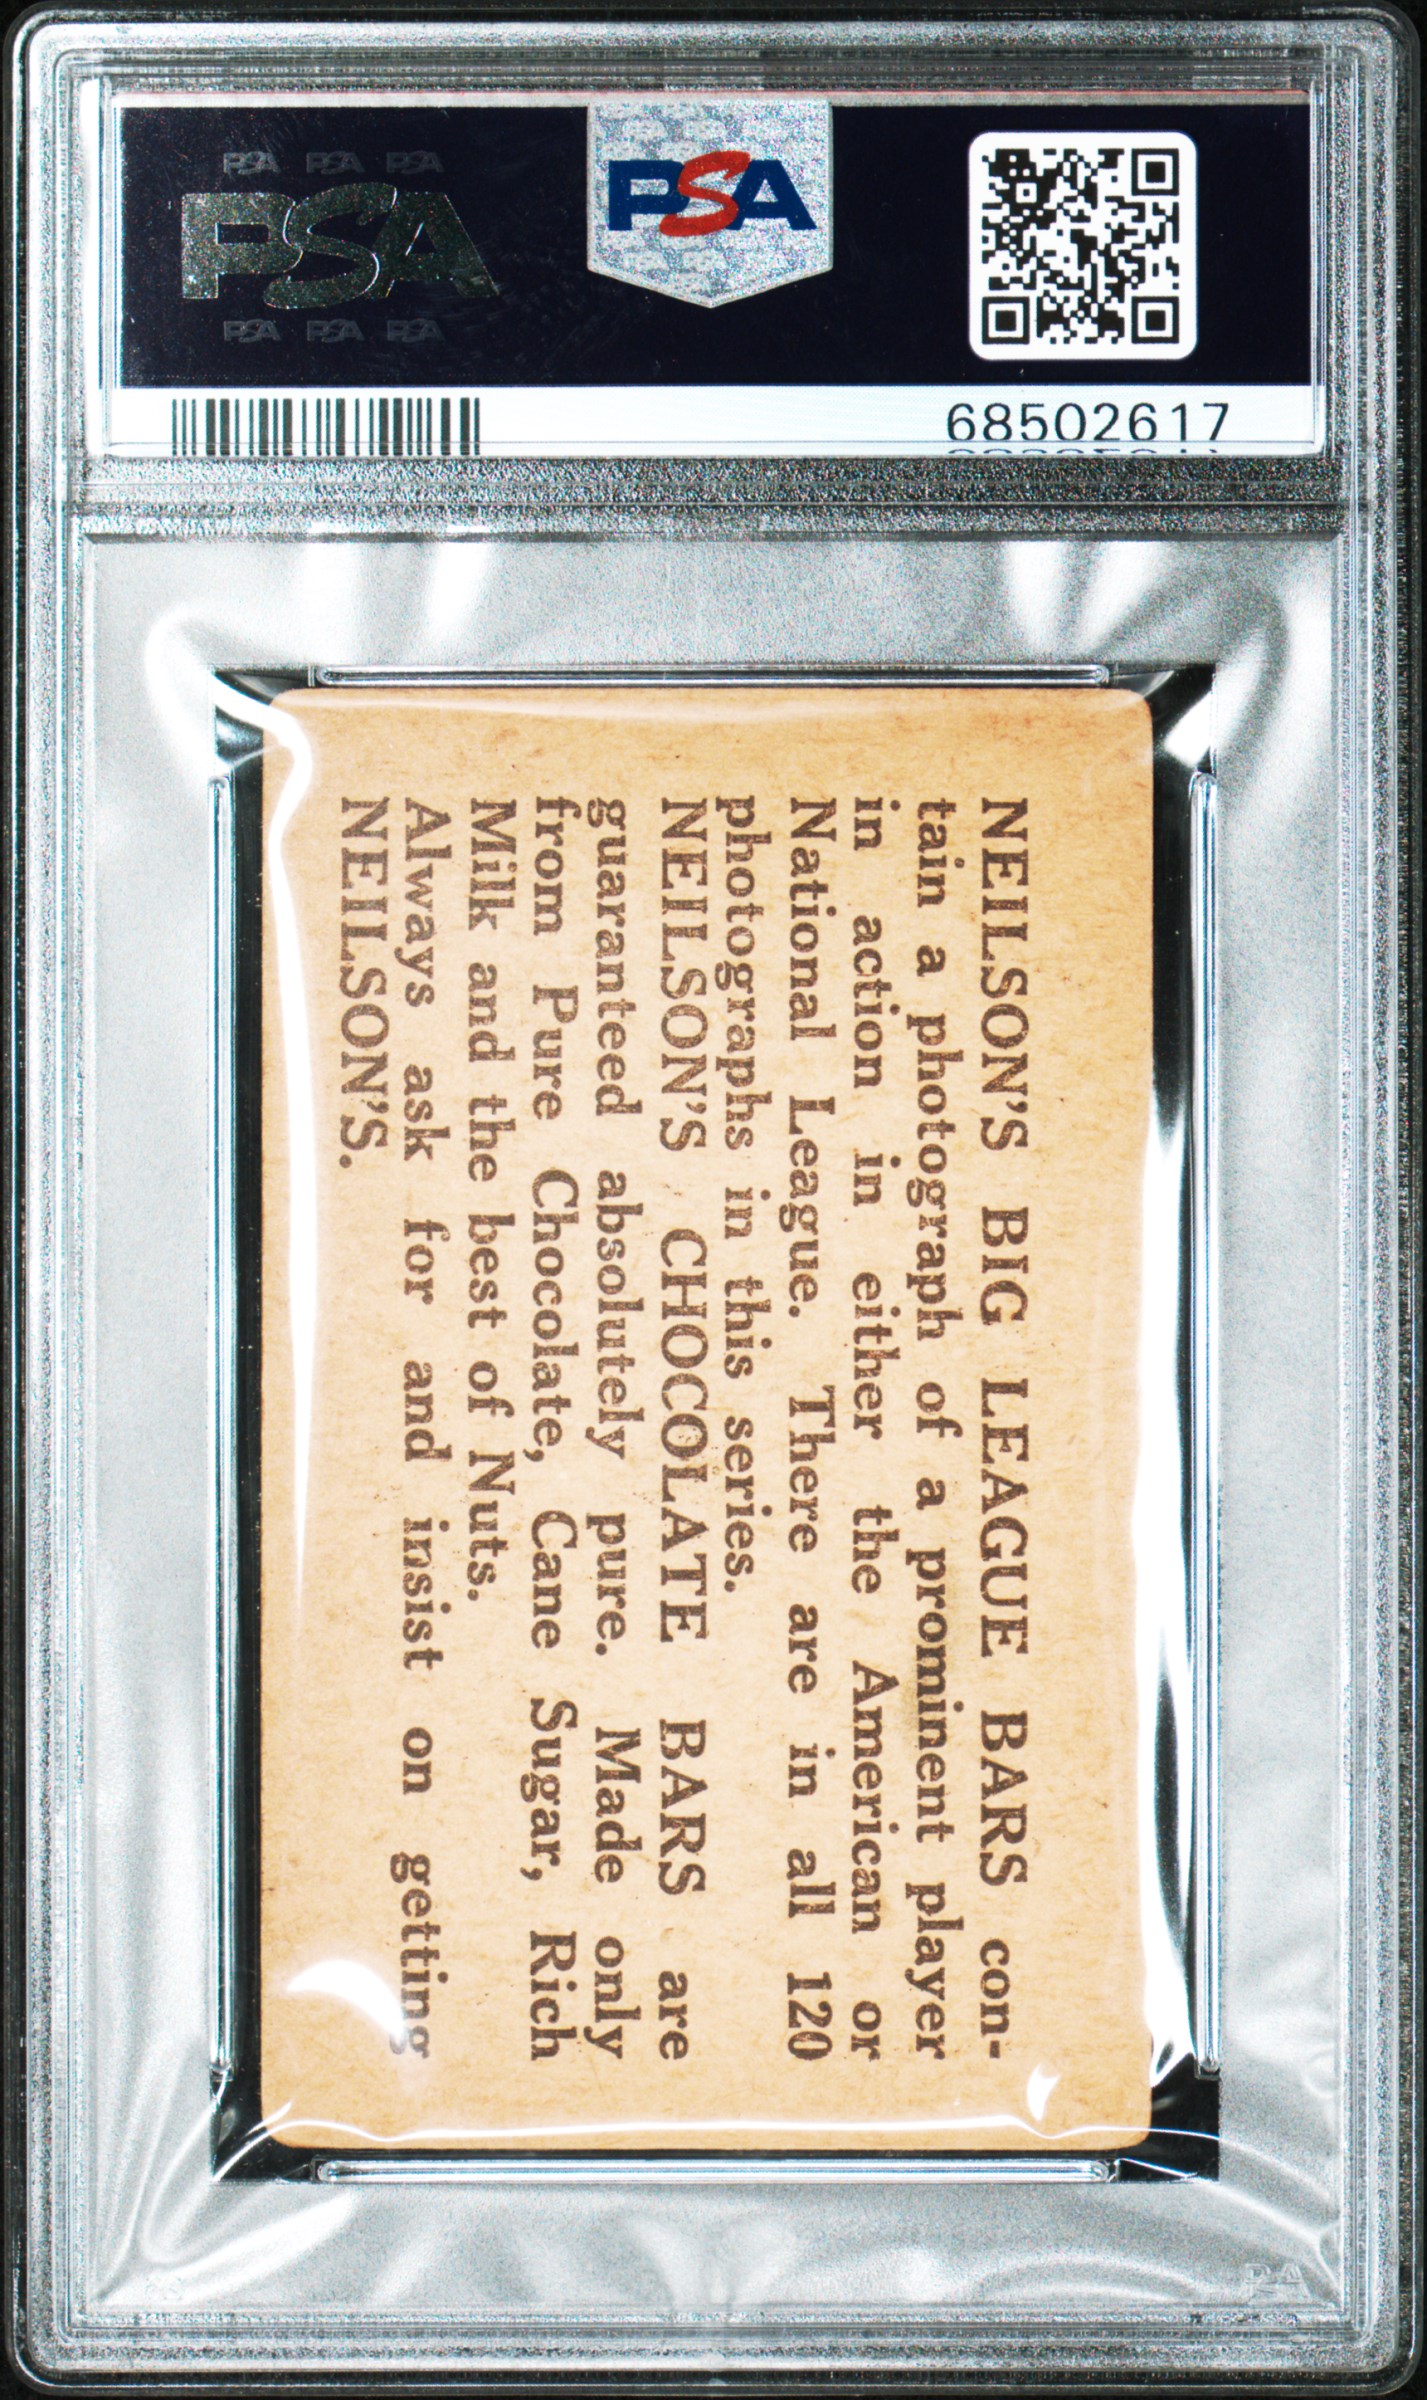 PSA PSA PSA
PSA
PSA PSA PSA
PSA
68502617
NEILSON'S BIG LEAGUE BARS con-
tain a photograph of a prominent player
in action in either the American or
National League. There are in all 120
photographs in this series.
NEILSON'S CHOCOLATE BARS are
guaranteed absolutely pure. Made only
from Pure Chocolate, Cane Sugar, Rich
Milk and the best of Nuts.
Always ask for and insist on getting
NEILSON'S.